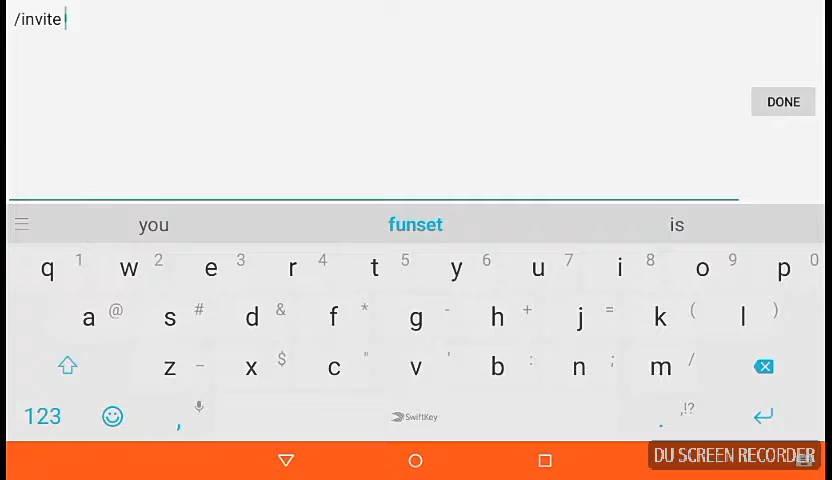 /invite
DONE
you funset is
q 1 w 2 e 3 r 4 t 5 y 6 u 7 i 8 o 9 p 0
a @ s # d & f * g - h + j = k ( l )
z _ x $ c " v ' b : n ; m /
123 , SwiftKey . ,!?
DU SCREEN RECORDER